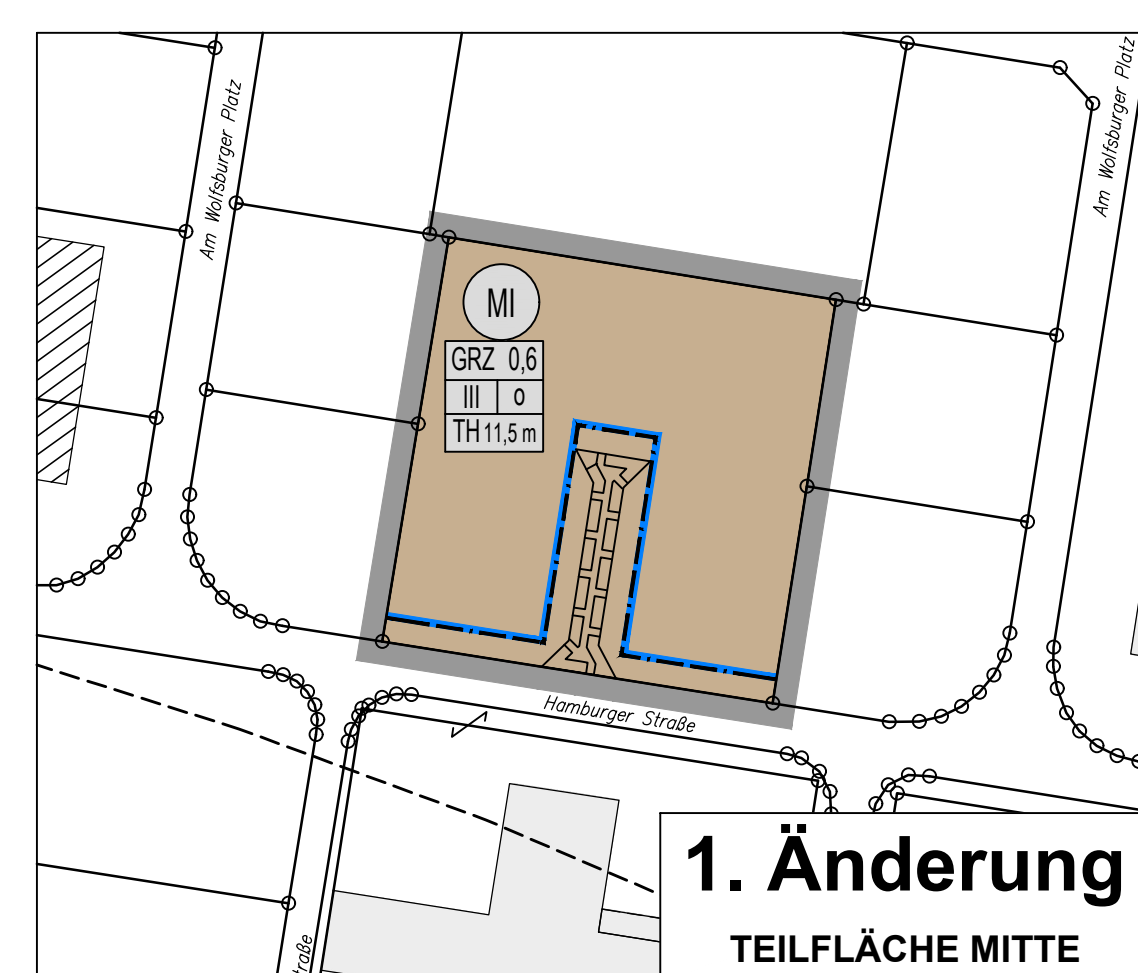 Am Wolfsburger Platz
Am Wolfsburger Platz
MI
GRZ 0,6
III o
TH 11,5 m
Hamburger Straße
traße
1. Änderung
TEILFLÄCHE MITTE